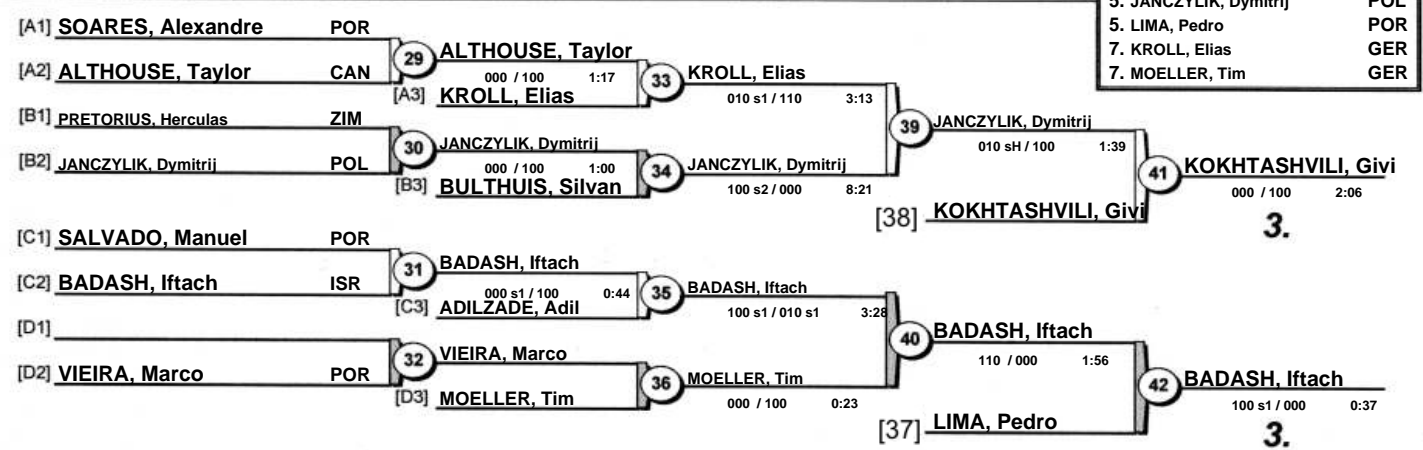 5. JANCZYLIK, Dymitrij POL
5. LIMA, Pedro POR
7. KROLL, Elias GER
7. MOELLER, Tim GER
[A1] SOARES, Alexandre POR
29 ALTHOUSE, Taylor
[A2] ALTHOUSE, Taylor CAN
000 / 100 1:17
33 KROLL, Elias
[A3] KROLL, Elias
010 s1 / 110 3:13
[B1] PRETORIUS, Herculas ZIM
39 JANCZYLIK, Dymitrij
30 JANCZYLIK, Dymitrij
010 sH / 100 1:39
[B2] JANCZYLIK, Dymitrij POL
000 / 100 1:00
34 JANCZYLIK, Dymitrij
41 KOKHTASHVILI, Givi
[B3] BULTHUIS, Silvan
100 s2 / 000 8:21
000 / 100 2:06
[38] KOKHTASHVILI, Givi
3.
[C1] SALVADO, Manuel POR
31 BADASH, Iftach
[C2] BADASH, Iftach ISR
000 s1 / 100 0:44
35 BADASH, Iftach
[C3] ADILZADE, Adil
100 s1 / 010 s1 3:28
[D1]
40 BADASH, Iftach
32 VIEIRA, Marco
110 / 000 1:56
[D2] VIEIRA, Marco POR
36 MOELLER, Tim
42 BADASH, Iftach
[D3] MOELLER, Tim
000 / 100 0:23
100 s1 / 000 0:37
[37] LIMA, Pedro
3.